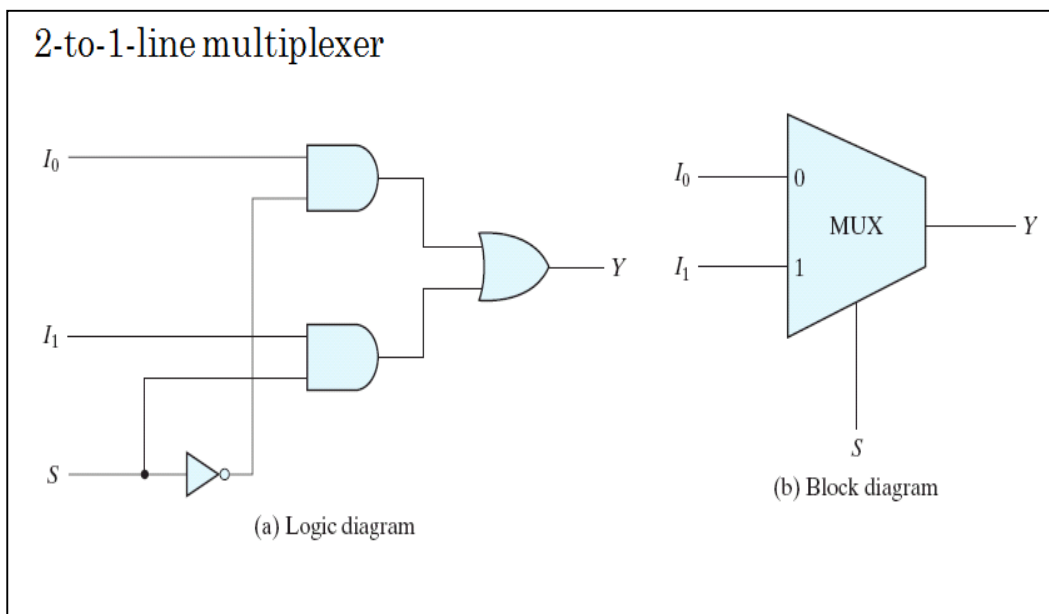 2-to-1-line multiplexer
I₀
I₁
S
Y
(a) Logic diagram
I₀
0
I₁
1
MUX
Y
S
(b) Block diagram